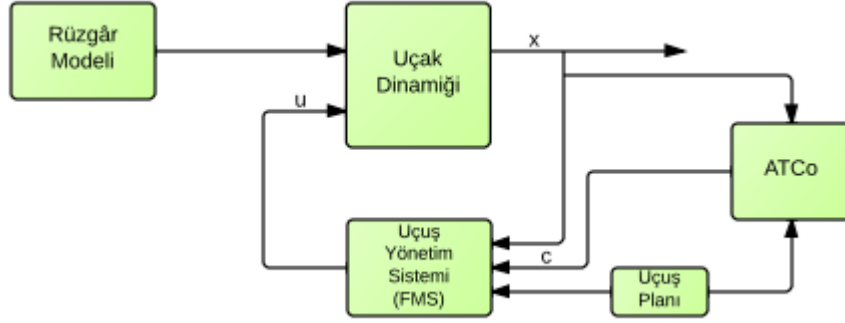 Rüzgâr
Modeli
Uçak
Dinamiği
x
u
ATCo
Uçuş
Yönetim
Sistemi
(FMS)
c
Uçuş
Planı